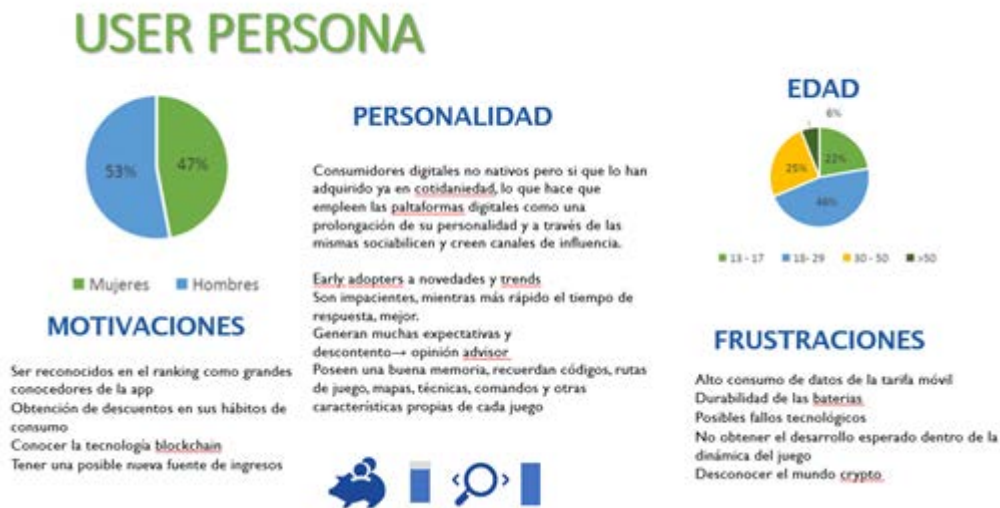 USER PERSONA
53%
47%
Mujeres
Hombres
MOTIVACIONES
Ser reconocidos en el ranking como grandes
conocedores de la app
Obtención de descuentos en sus hábitos de
consumo
Conocer la tecnología blockchain
Tener una posible nueva fuente de ingresos
PERSONALIDAD
Consumidores digitales no nativos pero si que lo han
adquirido ya en cotidaniedad, lo que hace que
empleen las paltaformas digitales como una
prolongación de su personalidad y a través de las
mismas sociabilicen y creen canales de influencia.
Early adopters a novedades y trends
Son impacientes, mientras más rápido el tiempo de
respuesta, mejor.
Generan muchas expectativas y
descontento→ opinión advisor
Poseen una buena memoria, recuerdan códigos, rutas
de juego, mapas, técnicas, comandos y otras
características propias de cada juego
EDAD
6%
22%
25%
13 - 17
18- 29
30 - 50
>50
FRUSTRACIONES
Alto consumo de datos de la tarifa móvil
Durabilidad de las baterias
Posibles fallos tecnológicos
No obtener el desarrollo esperado dentro de la
dinámica del juego
Desconocer el mundo crypto